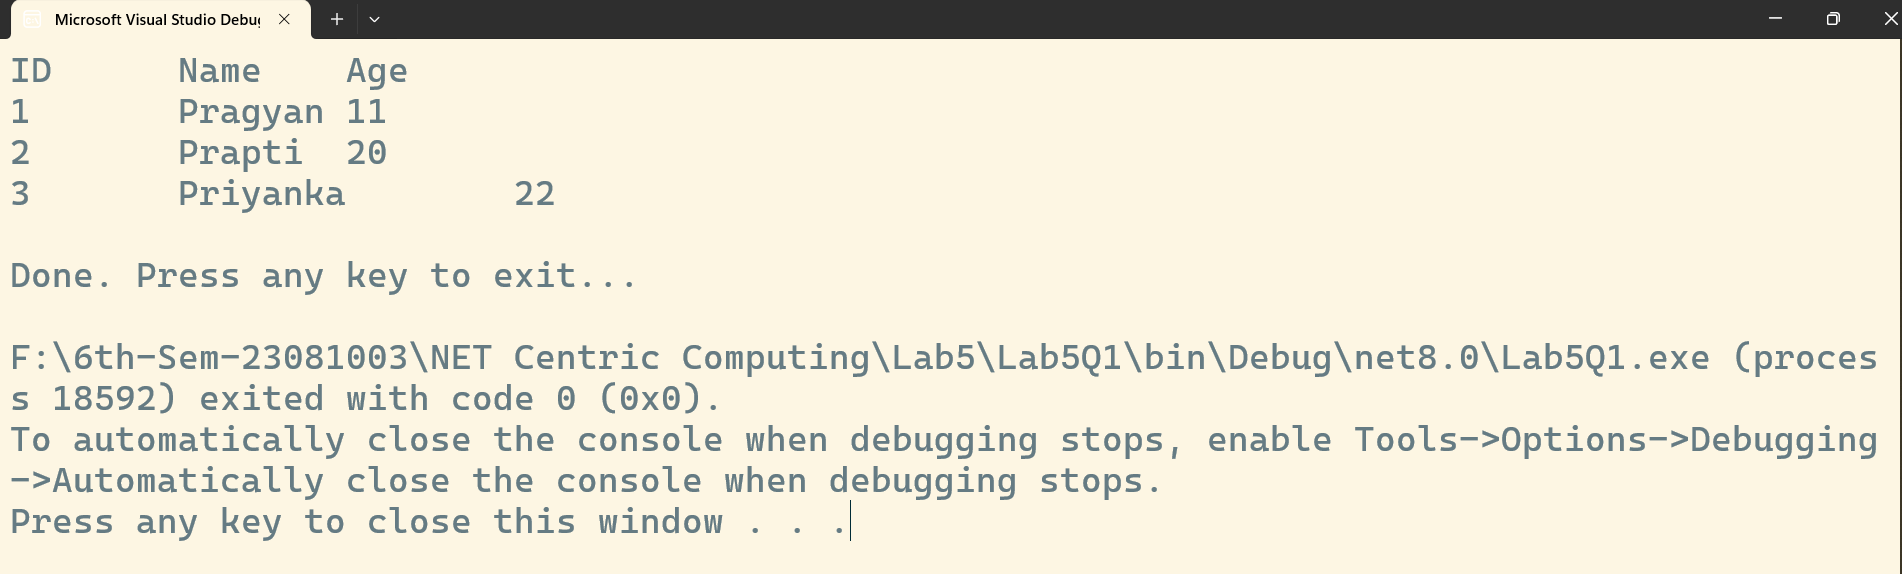 Microsoft Visual Studio Debu
ID Name Age
1 Pragyan 11
2 Prapti 20
3 Priyanka 22
Done. Press any key to exit...
F:\6th-Sem-23081003\NET Centric Computing\Lab5\Lab5Q1\bin\Debug\net8.0\Lab5Q1.exe (proces
s 18592) exited with code 0 (0x0).
To automatically close the console when debugging stops, enable Tools->Options->Debugging
->Automatically close the console when debugging stops.
Press any key to close this window . . .